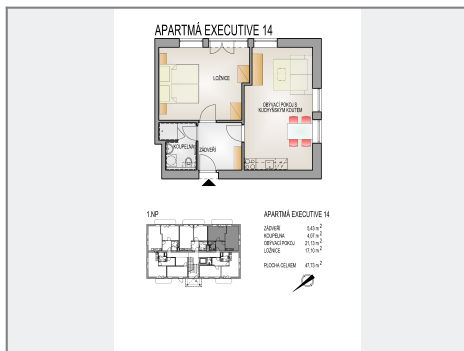 APARTMÁ EXECUTIVE 14
LOŽNICE
OBÝVACÍ POKOJ S
KUCHYŇSKÝM KOUTEM
KOUPELNA
ZÁDVEŘÍ
1.NP
APARTMÁ EXECUTIVE 14
ZÁDVEŘÍ 5,43 m²
KOUPELNA 4,07 m²
OBÝVACÍ POKOJ 21,13 m²
LOŽNICE 17,10 m²
PLOCHA CELKEM 47,73 m²